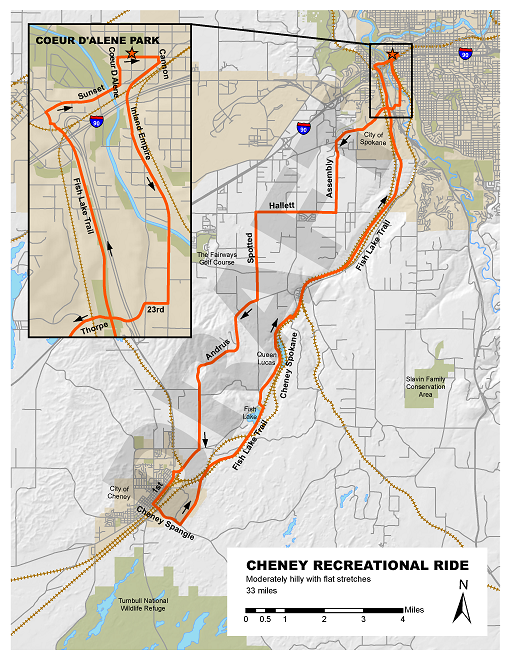 COEUR D'ALENE PARK
Coeur D Alene
Cannon
Sunset
90
Inland Empire
Fish Lake Trail
23rd
Thorpe
90
90
City of
Spokane
Assembly
Hallett
Spotted
Fish Lake Trail
The Fairways
Golf Course
Andrus
Queen
Lucas
Cheney Spokane
Slavin Family
Conservation
Area
Fish
Lake
Fish Lake Trail
1st
City of
Cheney
Cheney Spangle
Turnbull National
Wildlife Refuge
DRAFT
CHENEY RECREATIONAL RIDE
Moderately hilly with flat stretches
33 miles
N
0 0.5 1 2 3 4 Miles